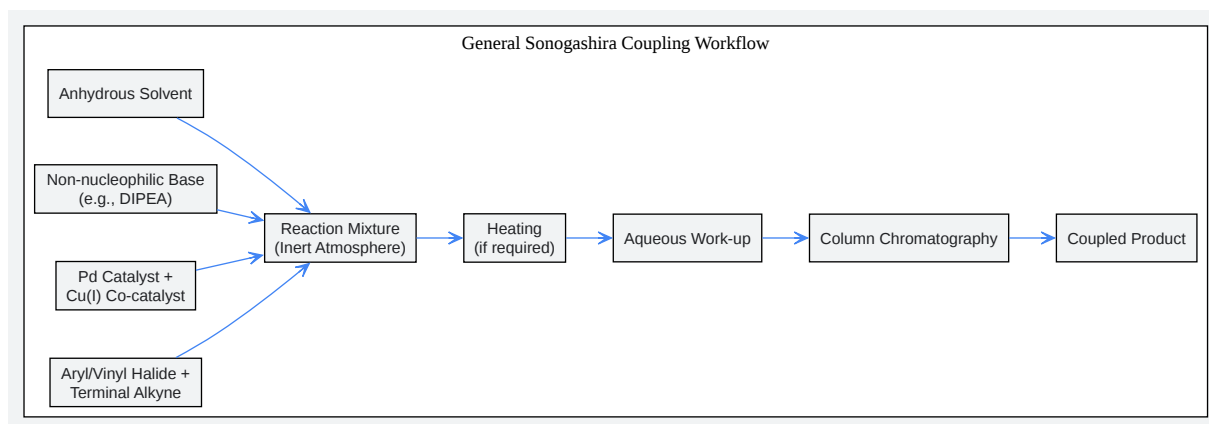 General Sonogashira Coupling Workflow
Anhydrous Solvent
Non-nucleophilic Base
(e.g., DIPEA)
Pd Catalyst +
Cu(I) Co-catalyst
Aryl/Vinyl Halide +
Terminal Alkyne
Reaction Mixture
(Inert Atmosphere)
Heating
(if required)
Aqueous Work-up
Column Chromatography
Coupled Product